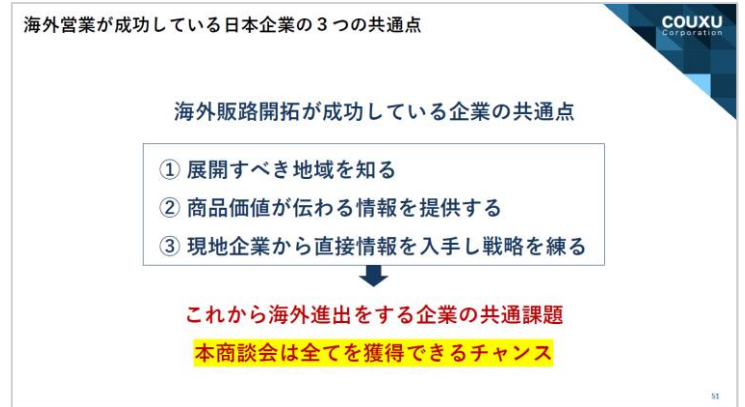 海外営業が成功している日本企業の３つの共通点
COUXU
Corporation
海外販路開拓が成功している企業の共通点
① 展開すべき地域を知る
② 商品価値が伝わる情報を提供する
③ 現地企業から直接情報を入手し戦略を練る
これから海外進出をする企業の共通課題
本商談会は全てを獲得できるチャンス
51